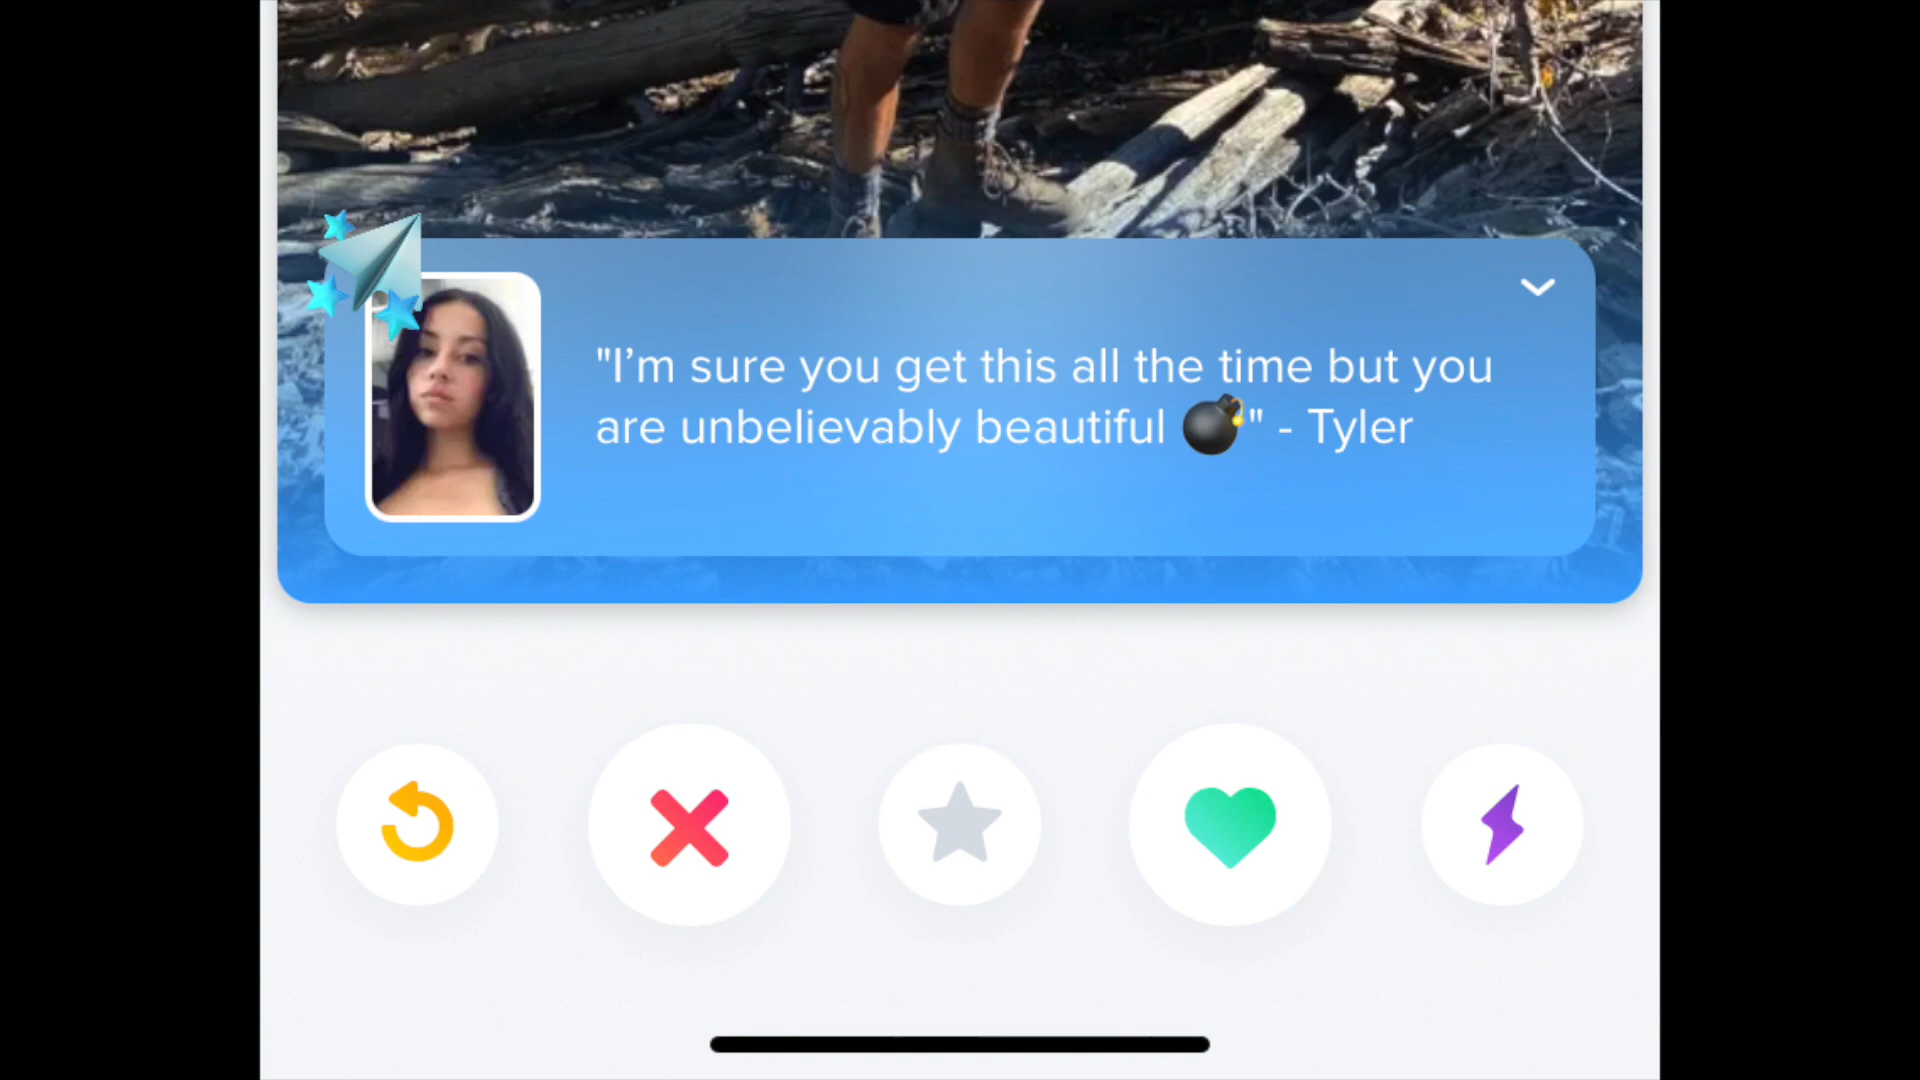 "I’m sure you get this all the time but you
are unbelievably beautiful 💣" - Tyler